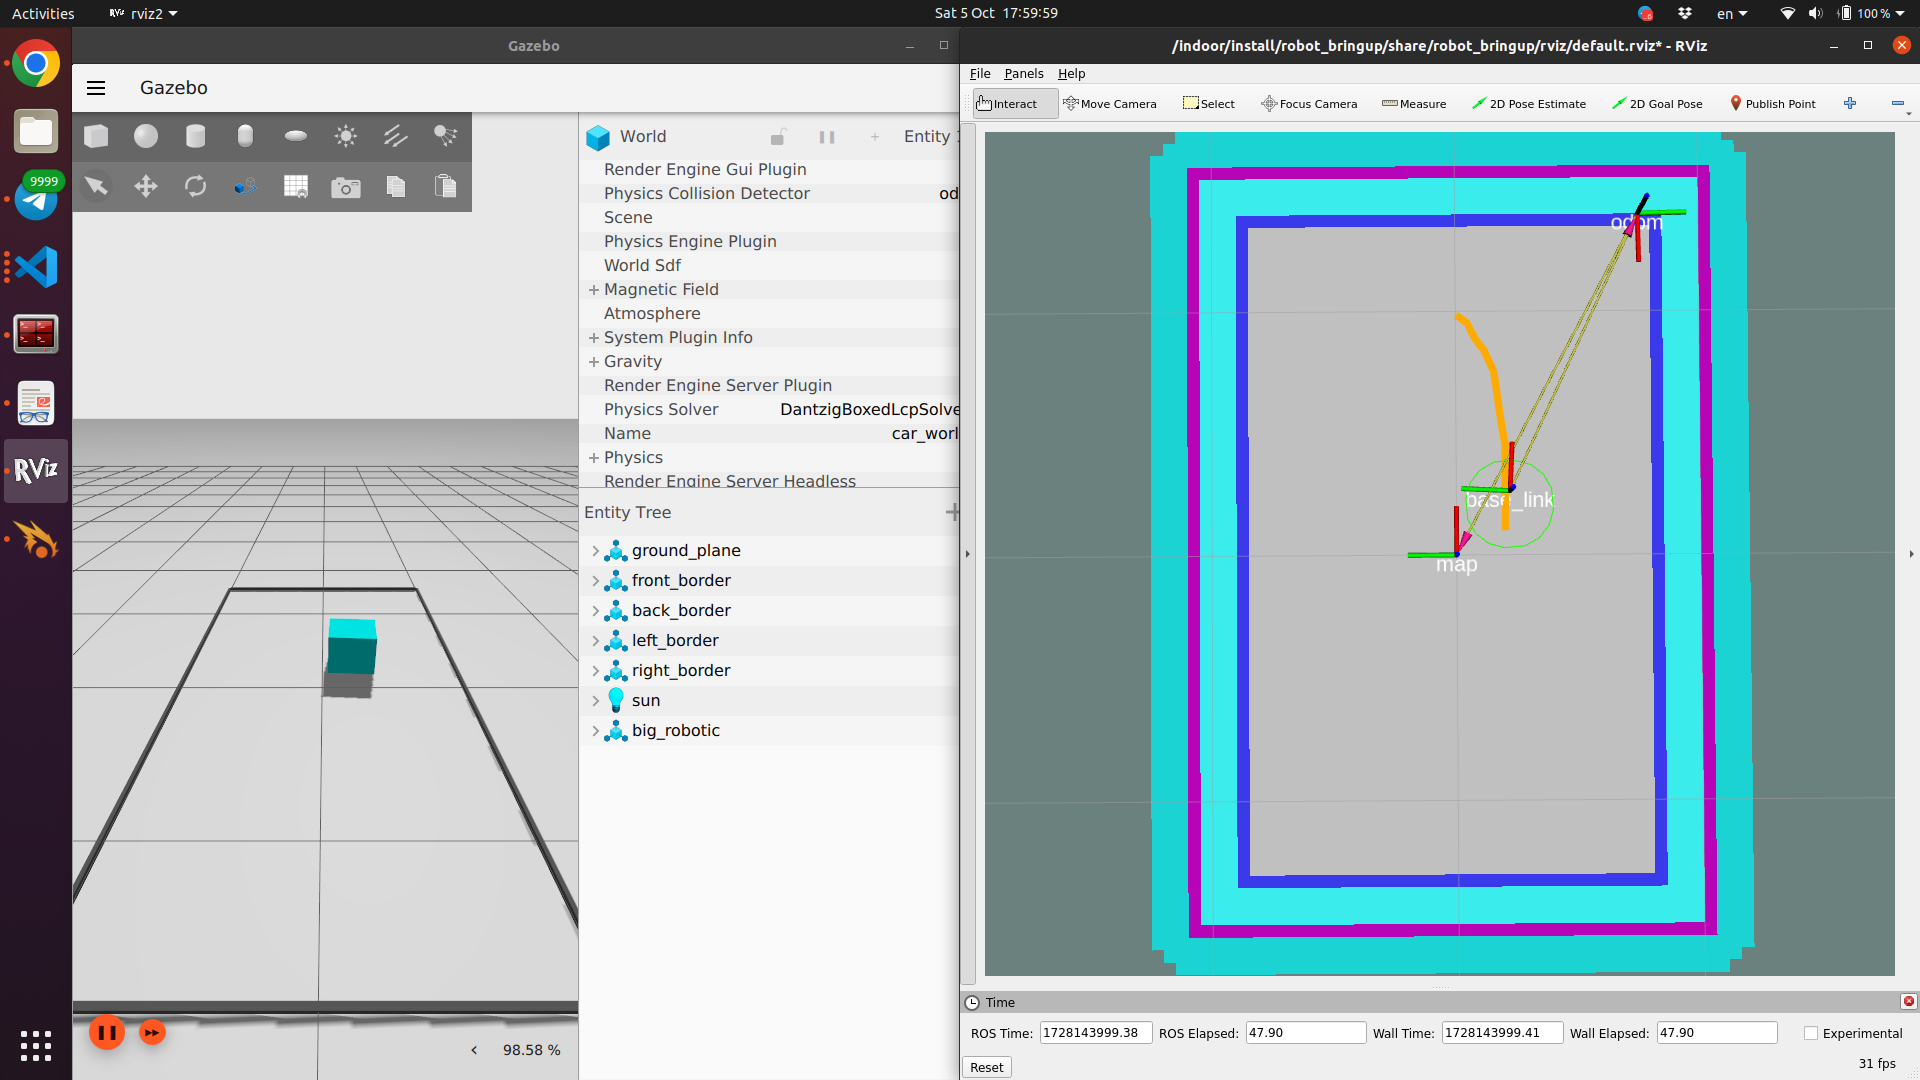 Activities
rviz2
Sat 5 Oct 17:59:59
en
100 %
Gazebo
/indoor/install/robot_bringup/share/robot_bringup/rviz/default.rviz* - RViz
Gazebo
File Panels Help
Interact Move Camera Select Focus Camera Measure 2D Pose Estimate 2D Goal Pose Publish Point
9999
World
Entity
Render Engine Gui Plugin
Physics Collision Detector od
Scene
Physics Engine Plugin
World Sdf
Magnetic Field
Atmosphere
System Plugin Info
Gravity
Render Engine Server Plugin
Physics Solver DantzigBoxedLcpSolve
Name car_worl
Physics
Render Engine Server Headless
Entity Tree
ground_plane
front_border
back_border
left_border
right_border
sun
big_robotic
RViz
98.58 %
odom
base_link
map
Time
ROS Time: 1728143999.38 ROS Elapsed: 47.90 Wall Time: 1728143999.41 Wall Elapsed: 47.90 Experimental
Reset
31 fps